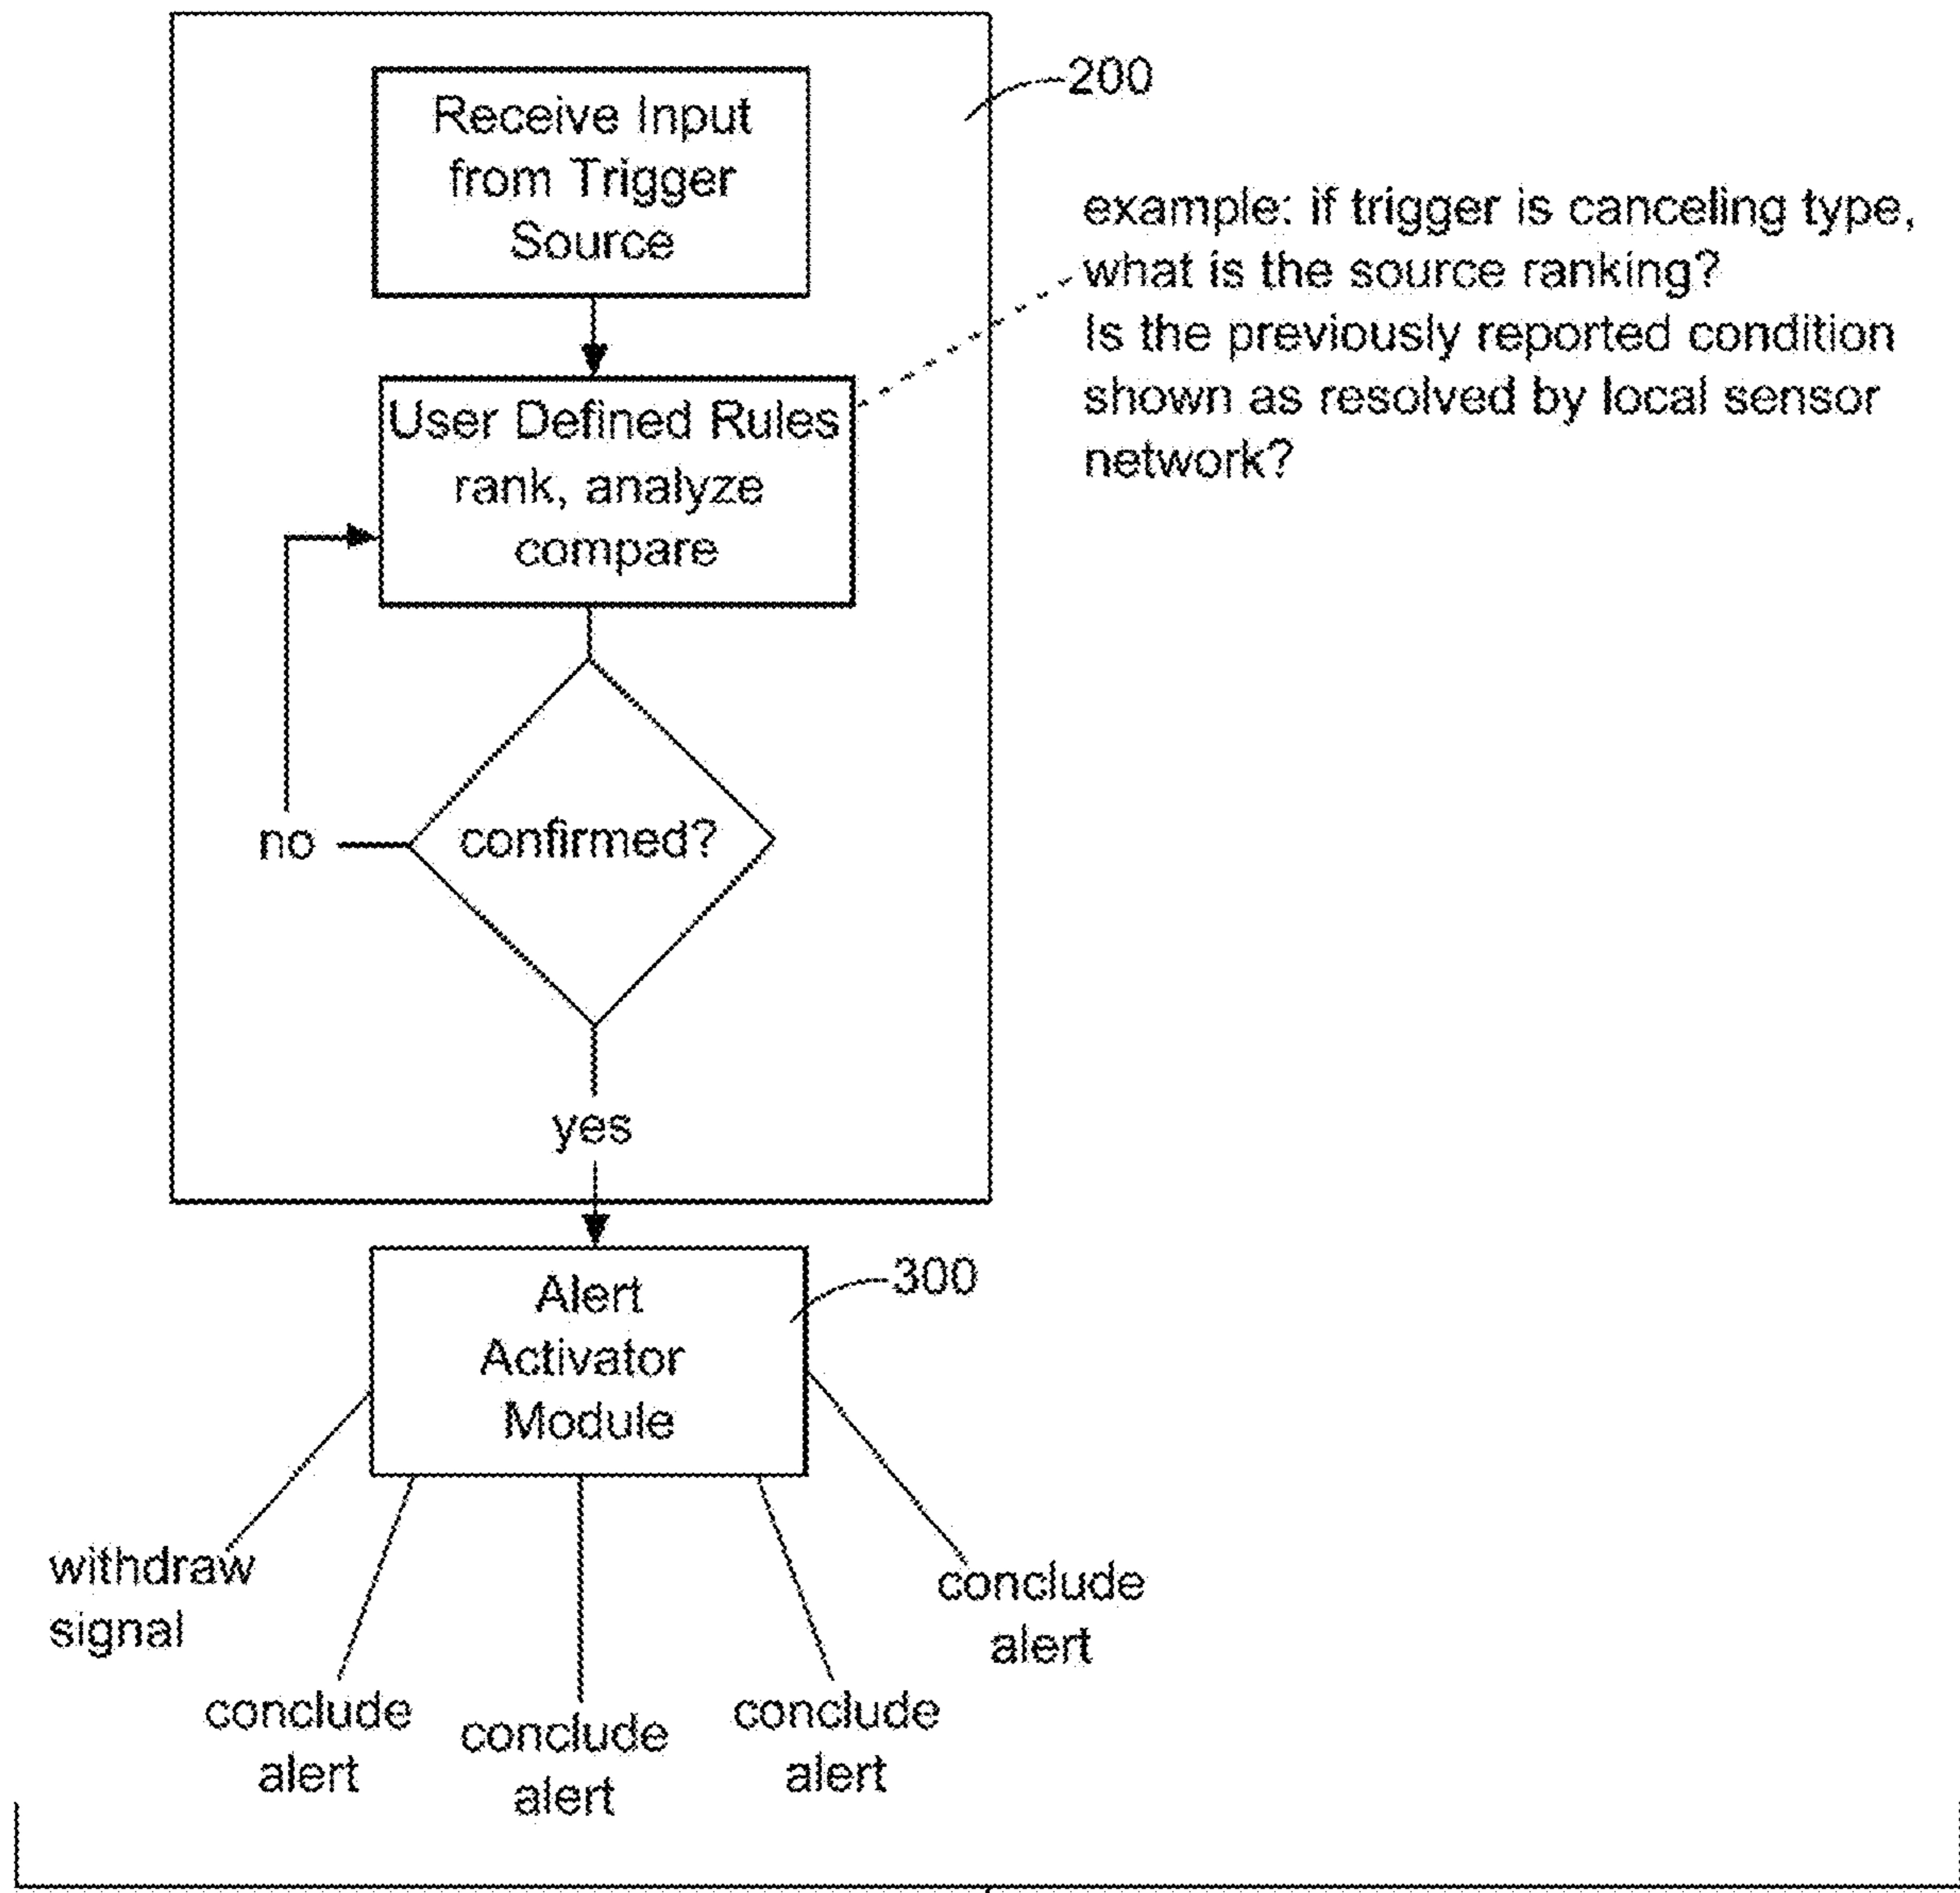 Receive Input
from Trigger
Source
200
example: if trigger is canceling type,
what is the source ranking?
Is the previously reported condition
shown as resolved by local sensor
network?
User Defined Rules
rank, analyze
compare
no
confirmed?
yes
300
Alert
Activator
Module
withdraw
signal
conclude
alert
conclude
alert
conclude
alert
conclude
alert